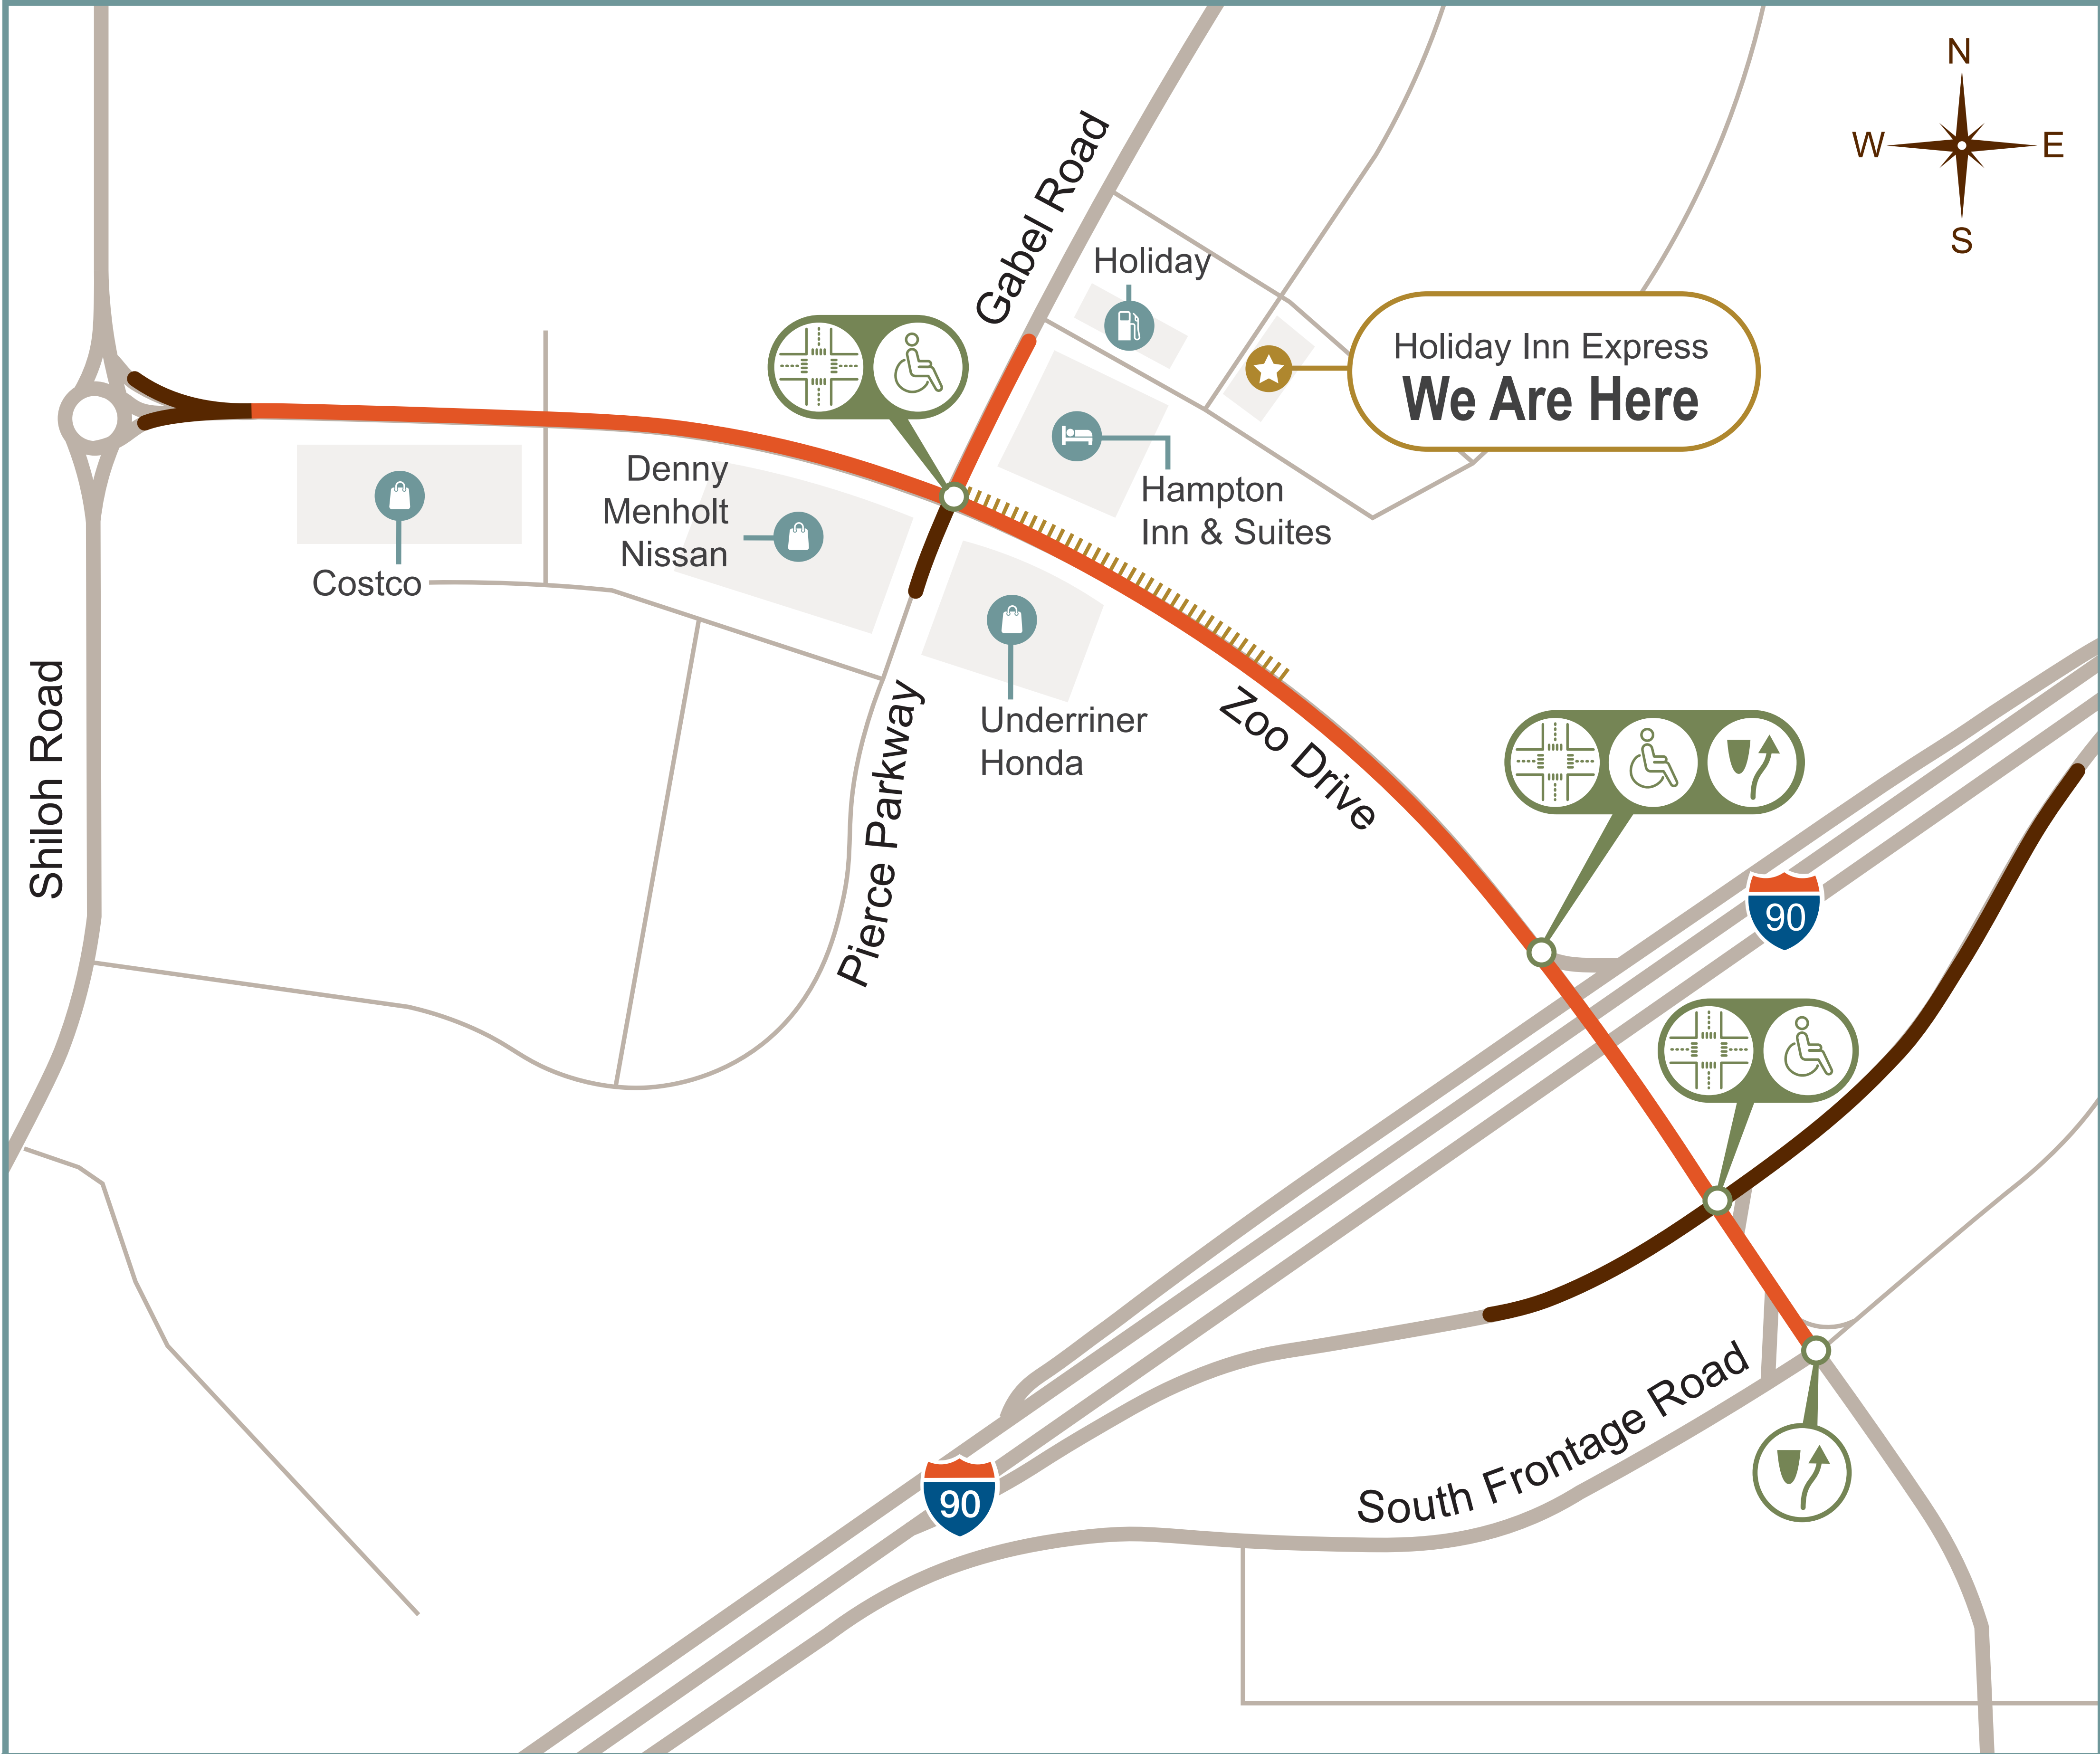 N
W
E
S
Gabel Road
Holiday
Holiday Inn Express
We Are Here
Denny
Menholt
Nissan
Hampton
Inn & Suites
Costco
Underriner
Honda
Zoo Drive
Shiloh Road
Pierce Parkway
90
South Frontage Road
90